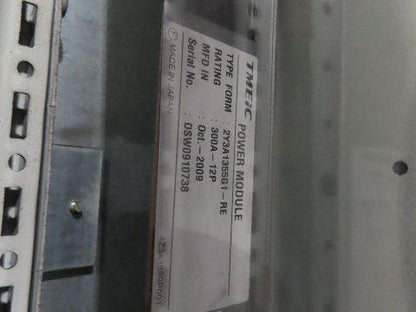 TMEiC POWER MODULE
TYPE FORM : 2Y3A1355G1-RE
RATING : 300A-12P
MFD IN : Oct.-2009
Serial No. : DSW0910738
MADE IN JAPAN